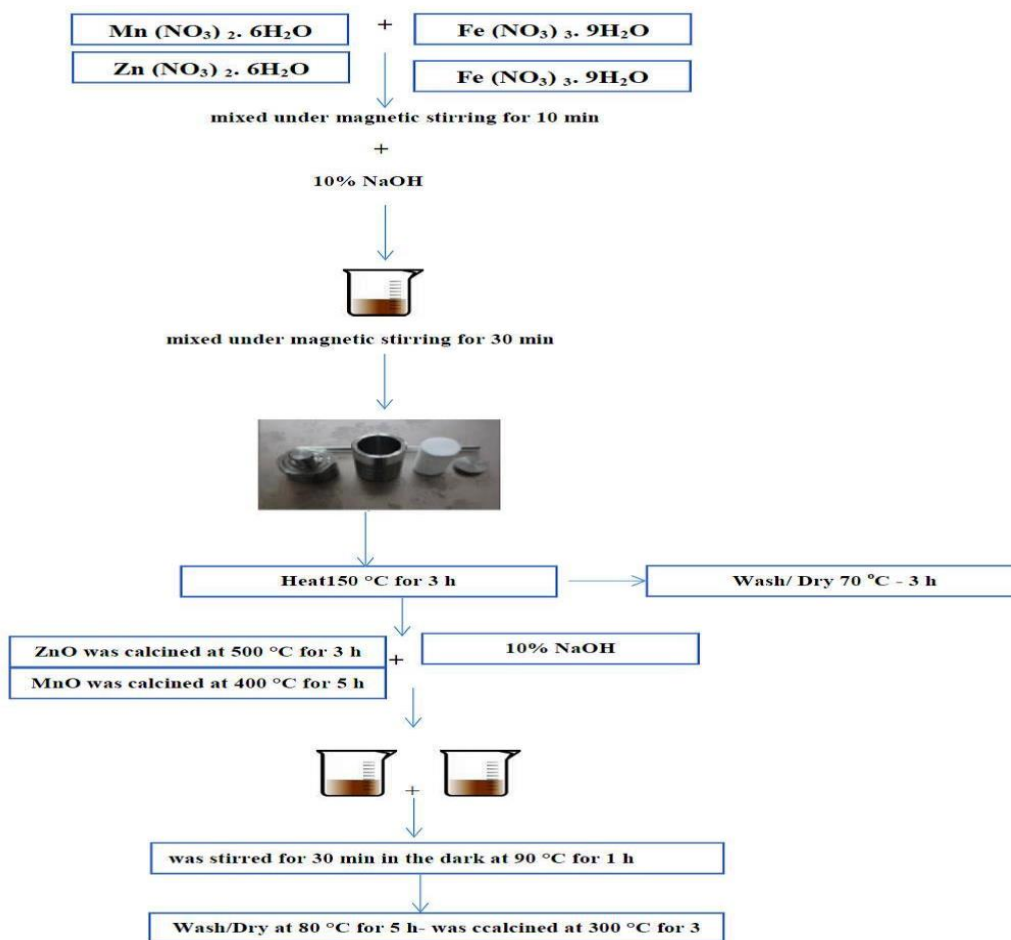 Mn (NO₃) ₂. 6H₂O + Fe (NO₃) ₃. 9H₂O
Zn (NO₃) ₂. 6H₂O
Fe (NO₃) ₃. 9H₂O
mixed under magnetic stirring for 10 min
+
10% NaOH
mixed under magnetic stirring for 30 min
Heat150 °C for 3 h
Wash/ Dry 70 °C - 3 h
ZnO was calcined at 500 °C for 3 h + 10% NaOH
MnO was calcined at 400 °C for 5 h
+
was stirred for 30 min in the dark at 90 °C for 1 h
Wash/Dry at 80 °C for 5 h- was ccalcined at 300 °C for 3